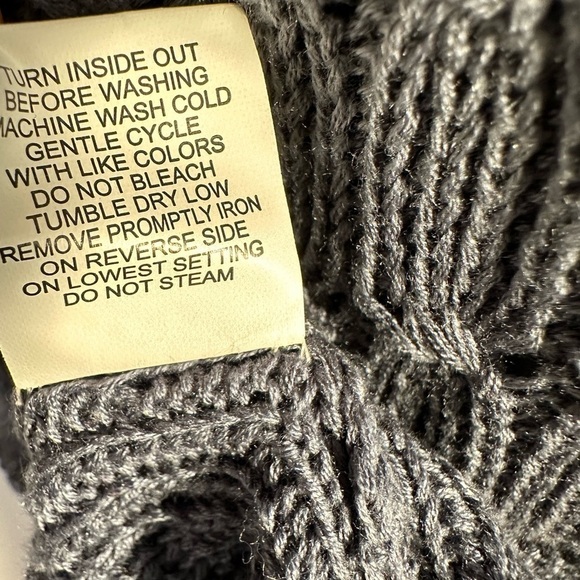 TURN INSIDE OUT
BEFORE WASHING
MACHINE WASH COLD
GENTLE CYCLE
WITH LIKE COLORS
DO NOT BLEACH
TUMBLE DRY LOW
REMOVE PROMPTLY IRON
ON REVERSE SIDE
ON LOWEST SETTING
DO NOT STEAM